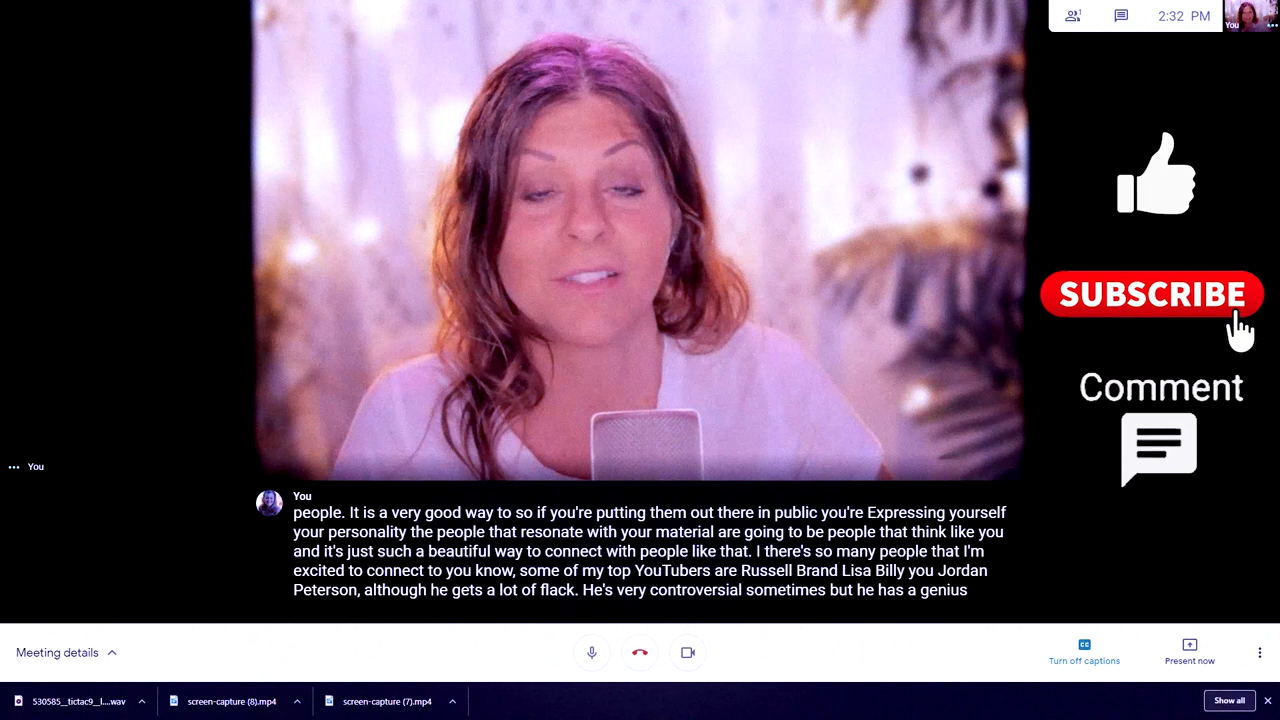 2:32 PM
You
SUBSCRIBE
Comment
You
You
people. It is a very good way to so if you're putting them out there in public you're Expressing yourself
your personality the people that resonate with your material are going to be people that think like you
and it's just such a beautiful way to connect with people like that. I there's so many people that I'm
excited to connect to you know, some of my top YouTubers are Russell Brand Lisa Billy you Jordan
Peterson, although he gets a lot of flack. He's very controversial sometimes but he has a genius
Meeting details
Turn off captions
Present now
530585__tictac9__l....wav
screen-capture (8).mp4
screen-capture (7).mp4
Show all